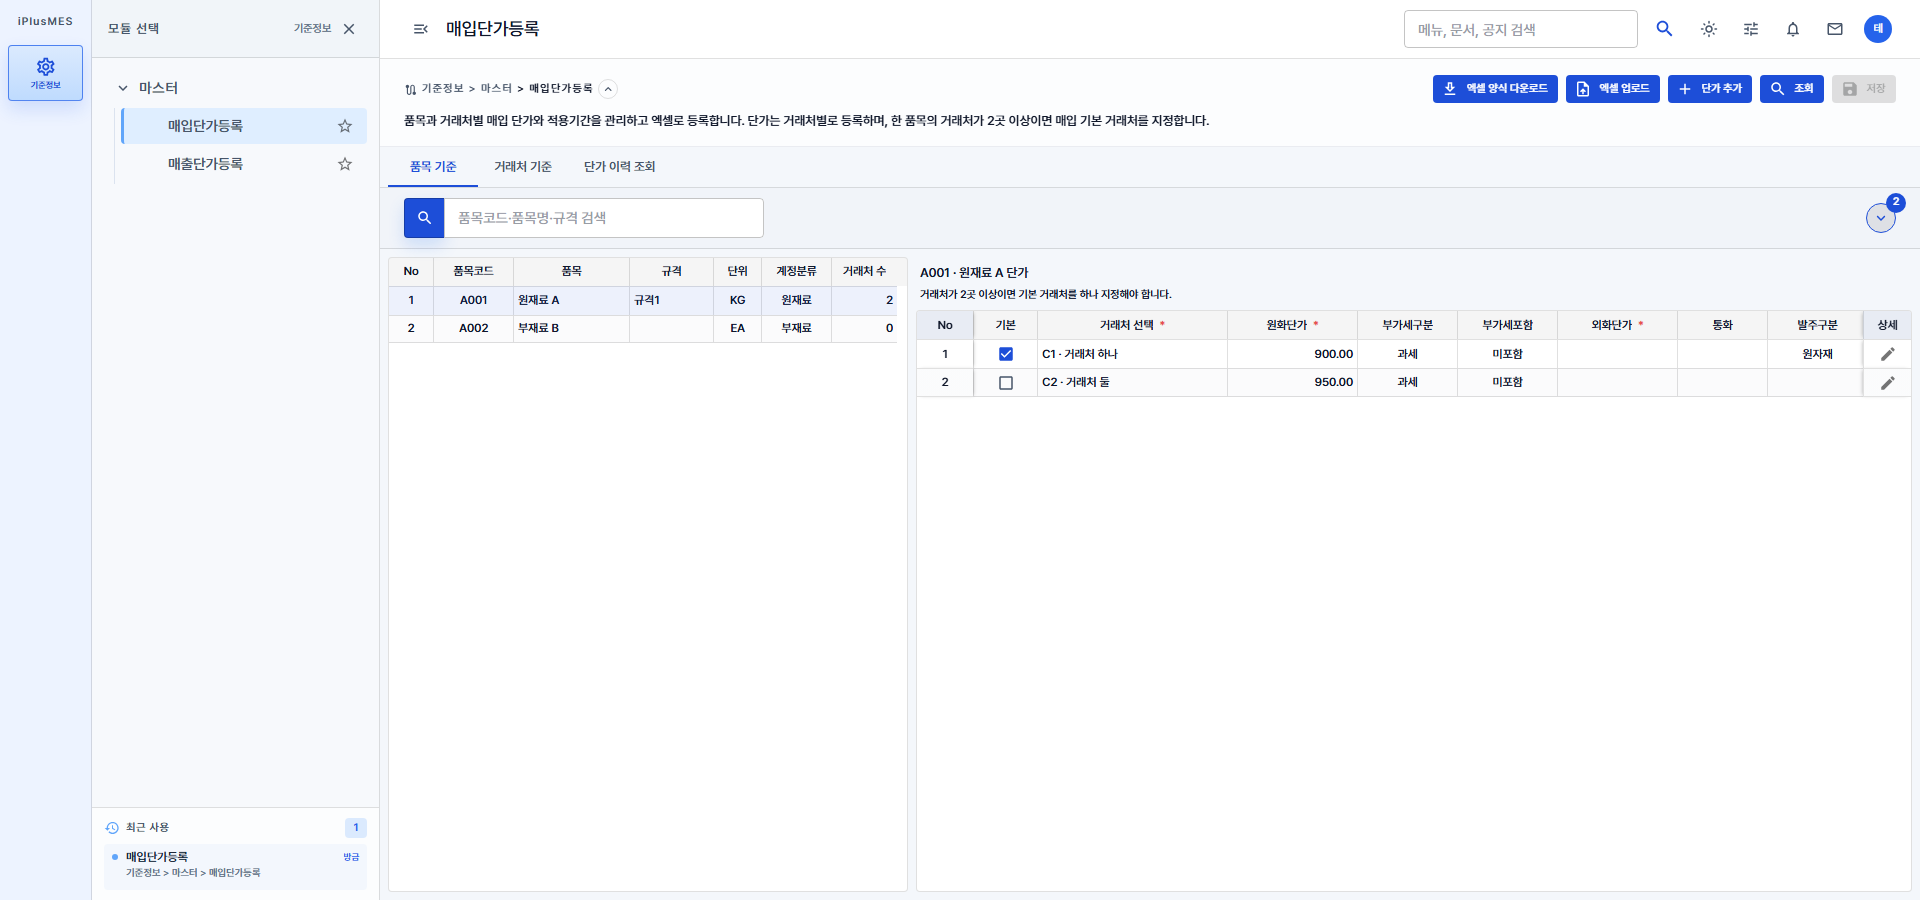 iPlusMES
기준정보
모듈 선택
기준정보
마스터
매입단가등록
매출단가등록
최근 사용
1
매입단가등록
방금
기준정보 > 마스터 > 매입단가등록
매입단가등록
메뉴, 문서, 공지 검색
테
기준정보 > 마스터 > 매입단가등록
엑셀 양식 다운로드
엑셀 업로드
단가 추가
조회
저장
품목과 거래처별 매입 단가와 적용기간을 관리하고 엑셀로 등록합니다. 단가는 거래처별로 등록하며, 한 품목의 거래처가 2곳 이상이면 매입 기본 거래처를 지정합니다.
품목 기준
거래처 기준
단가 이력 조회
품목코드·품목명·규격 검색
2
No 품목코드 품목 규격 단위 계정분류 거래처 수
1 A001 원재료 A 규격1 KG 원재료 2
2 A002 부재료 B EA 부재료 0
A001 · 원재료 A 단가
거래처가 2곳 이상이면 기본 거래처를 하나 지정해야 합니다.
No 기본 거래처 선택 * 원화단가 * 부가세구분 부가세포함 외화단가 * 통화 발주구분 상세
1 C1 · 거래처 하나 900.00 과세 미포함 원자재
2 C2 · 거래처 둘 950.00 과세 미포함